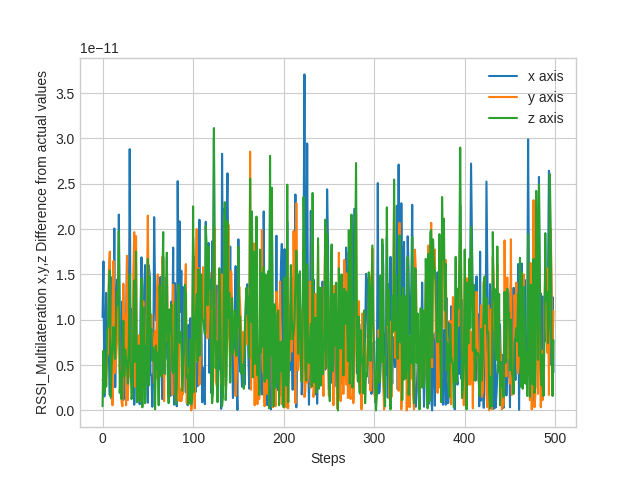 1e−11
RSSI_Multilateration x,y,z Difference from actual values
3.5
3.0
2.5
2.0
1.5
1.0
0.5
0.0
x axis
y axis
z axis
0 100 200 300 400 500
Steps